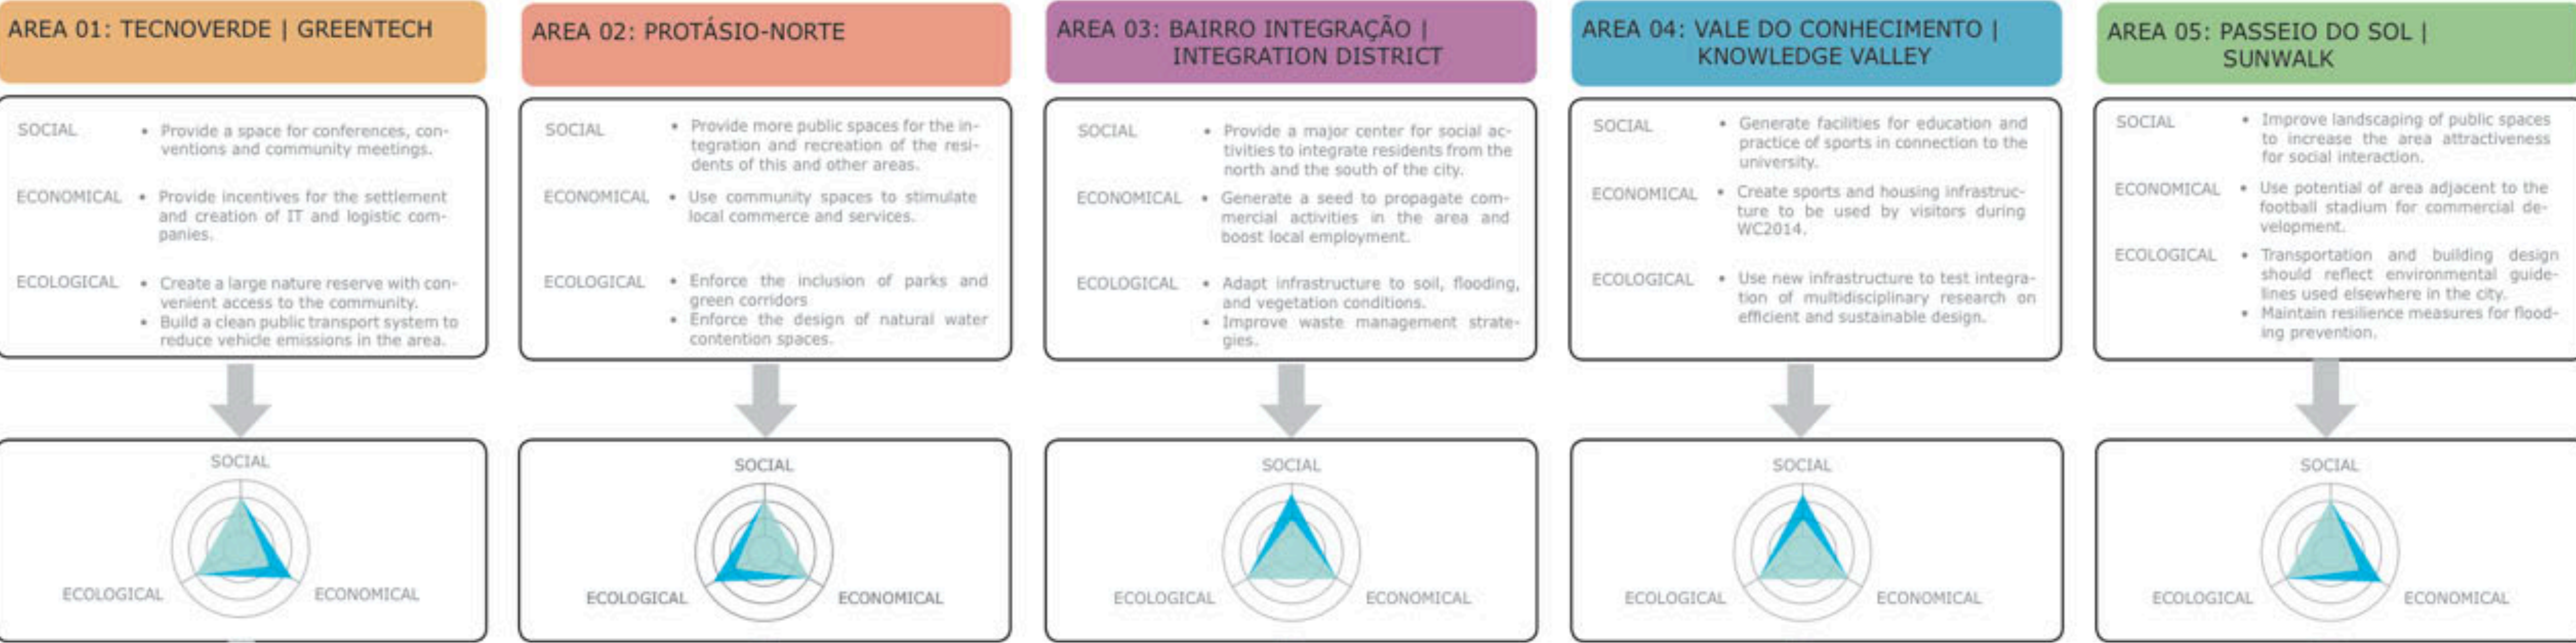 AREA 01: TECNOVERDE | GREENTECH
SOCIAL
• Provide a space for conferences, con-
ventions and community meetings.
ECONOMICAL
• Provide incentives for the settlement
and creation of IT and logistic com-
panies.
ECOLOGICAL
• Create a large nature reserve with con-
venient access to the community.
• Build a clean public transport system to
reduce vehicle emissions in the area.
SOCIAL
ECOLOGICAL
ECONOMICAL
AREA 02: PROTÁSIO-NORTE
SOCIAL
• Provide more public spaces for the in-
tegration and recreation of the resi-
dents of this and other areas.
ECONOMICAL
• Use community spaces to stimulate
local commerce and services.
ECOLOGICAL
• Enforce the inclusion of parks and
green corridors
• Enforce the design of natural water
contention spaces.
SOCIAL
ECOLOGICAL
ECONOMICAL
AREA 03: BAIRRO INTEGRAÇÃO |
INTEGRATION DISTRICT
SOCIAL
• Provide a major center for social ac-
tivities to integrate residents from the
north and the south of the city.
ECONOMICAL
• Generate a seed to propagate com-
mercial activities in the area and
boost local employment.
ECOLOGICAL
• Adapt infrastructure to soil, flooding,
and vegetation conditions.
• Improve waste management strate-
gies.
SOCIAL
ECOLOGICAL
ECONOMICAL
AREA 04: VALE DO CONHECIMENTO |
KNOWLEDGE VALLEY
SOCIAL
• Generate facilities for education and
practice of sports in connection to the
university.
ECONOMICAL
• Create sports and housing infrastruc-
ture to be used by visitors during
WC2014.
ECOLOGICAL
• Use new infrastructure to test integra-
tion of multidisciplinary research on
efficient and sustainable design.
SOCIAL
ECOLOGICAL
ECONOMICAL
AREA 05: PASSEIO DO SOL |
SUNWALK
SOCIAL
• Improve landscaping of public spaces
to increase the area attractiveness
for social interaction.
ECONOMICAL
• Use potential of area adjacent to the
football stadium for commercial de-
velopment.
ECOLOGICAL
• Transportation and building design
should reflect environmental guide-
lines used elsewhere in the city.
• Maintain resilience measures for flood-
ing prevention.
SOCIAL
ECOLOGICAL
ECONOMICAL